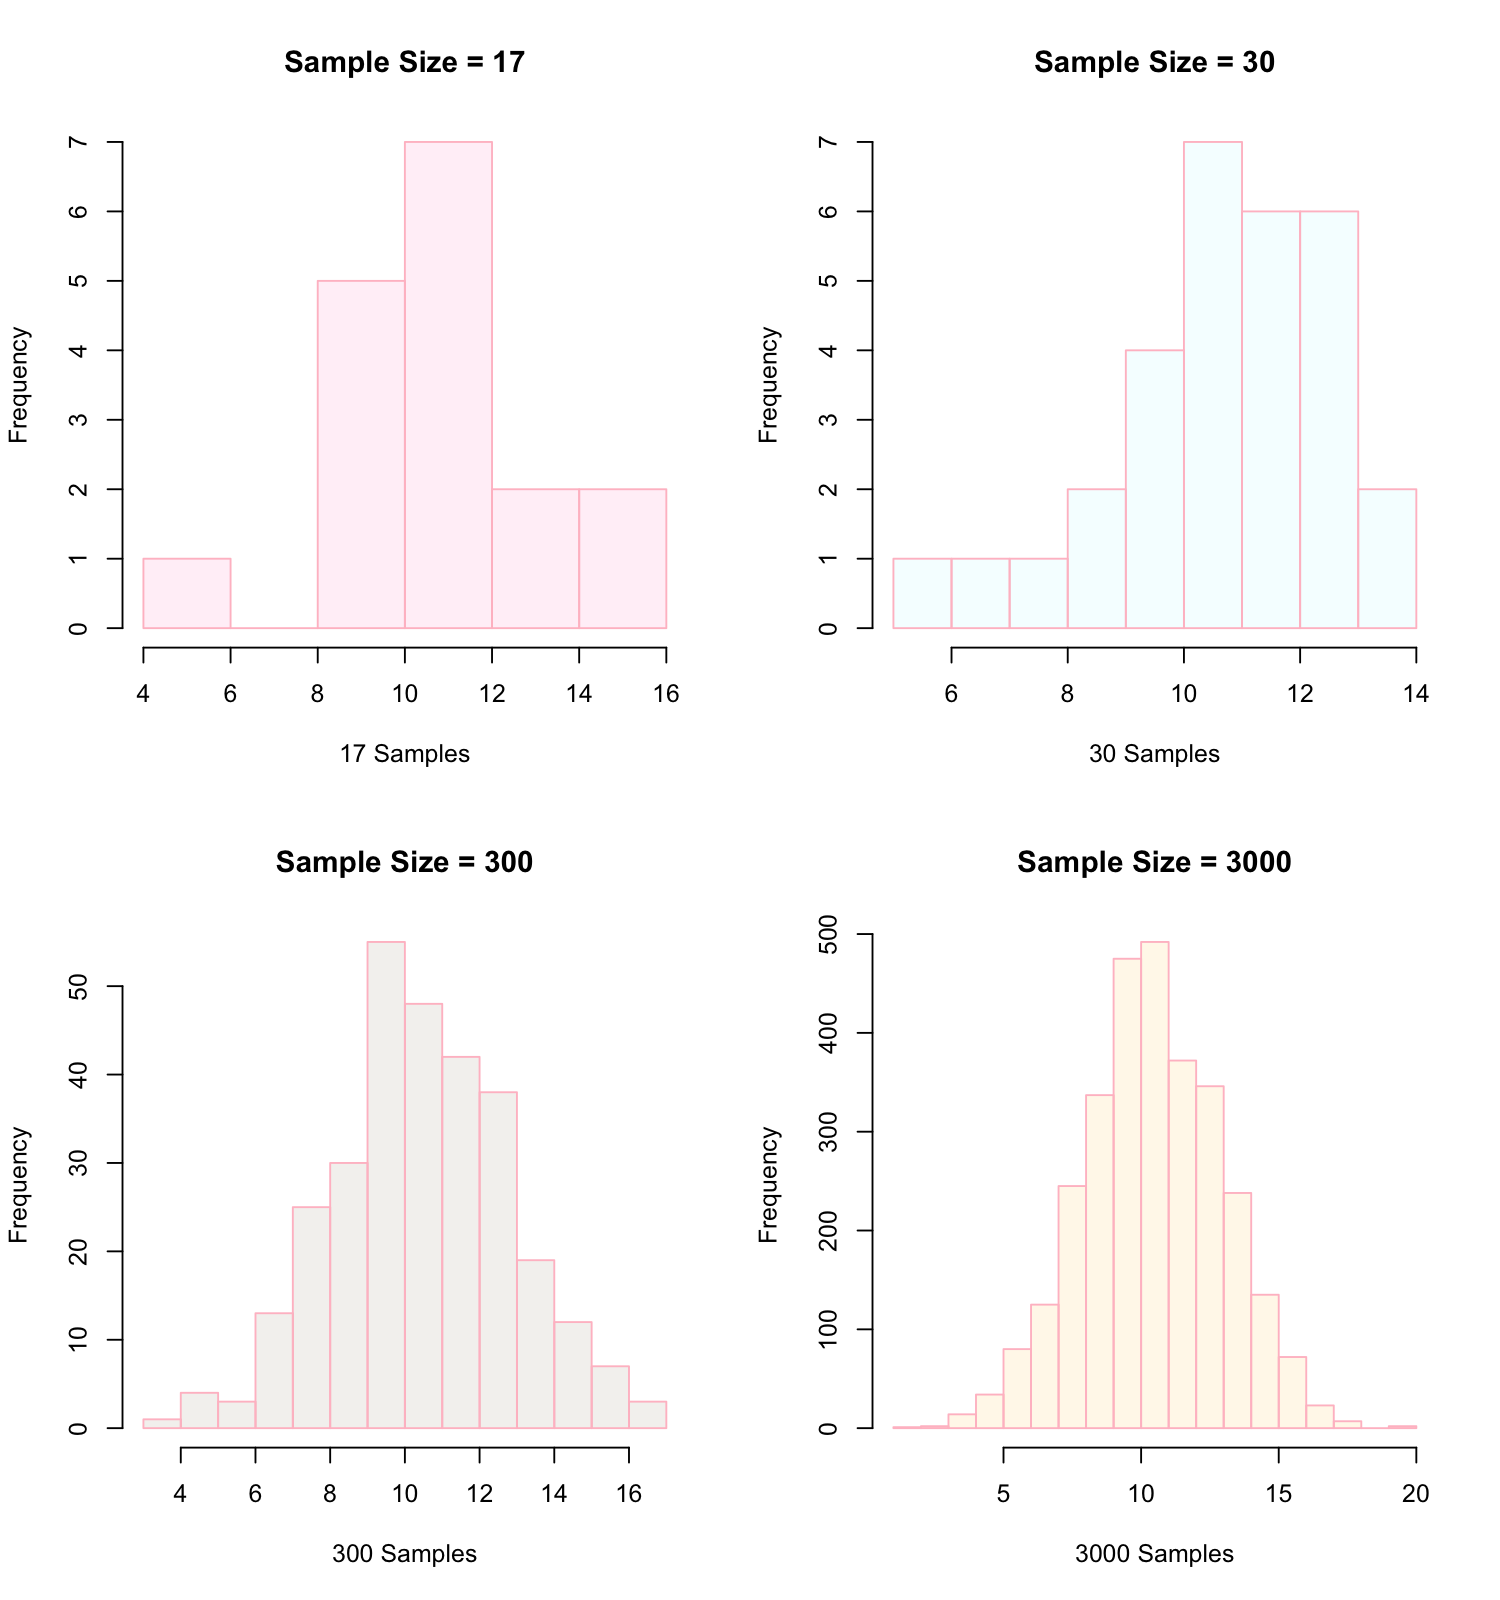 Sample Size = 17
Frequency
7
6
5
4
3
2
1
0
4 6 8 10 12 14 16
17 Samples
Sample Size = 30
Frequency
7
6
5
4
3
2
1
0
6 8 10 12 14
30 Samples
Sample Size = 300
Frequency
50
40
30
20
10
0
4 6 8 10 12 14 16
300 Samples
Sample Size = 3000
Frequency
500
400
300
200
100
0
5 10 15 20
3000 Samples